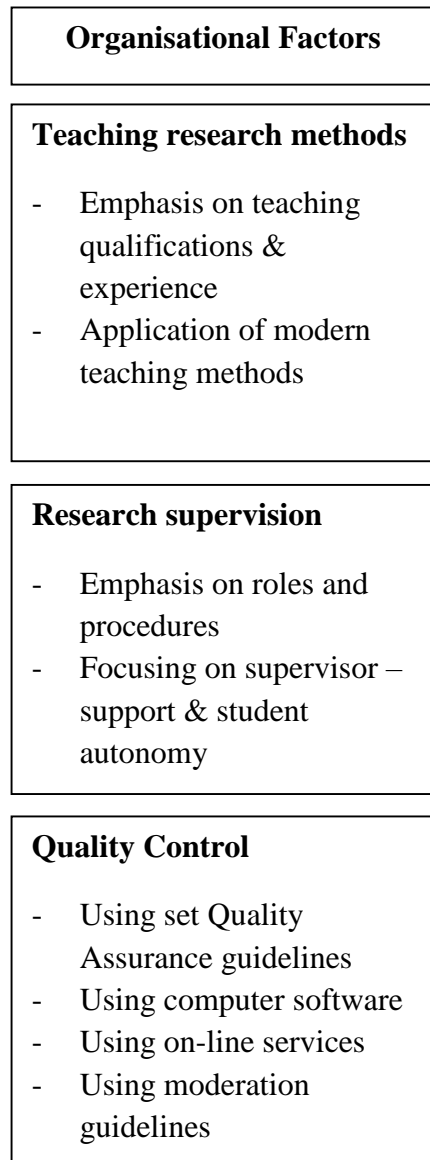 Organisational Factors
Teaching research methods
- Emphasis on teaching
qualifications &
experience
- Application of modern
teaching methods
Research supervision
- Emphasis on roles and
procedures
- Focusing on supervisor –
support & student
autonomy
Quality Control
- Using set Quality
Assurance guidelines
- Using computer software
- Using on-line services
- Using moderation
guidelines